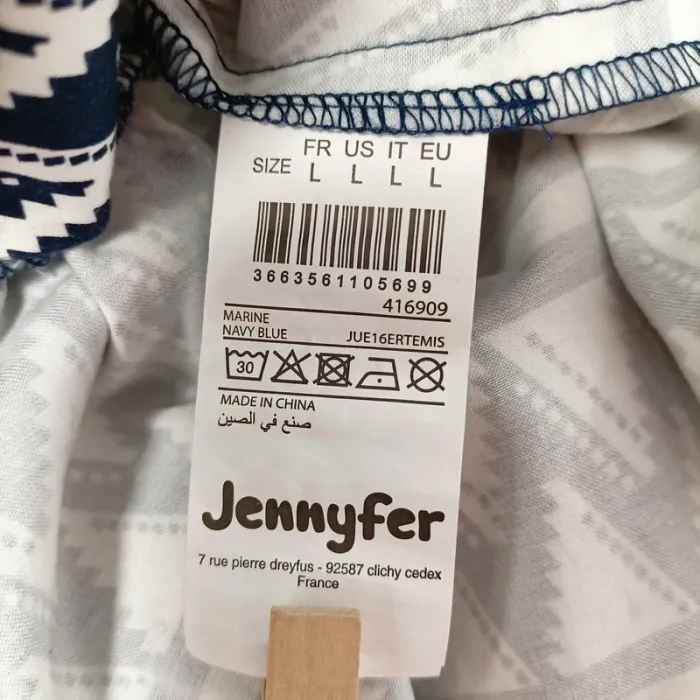 FR US IT EU
SIZE L L L L
3663561105699
416909
MARINE
NAVY BLUE JUE16ERTEMIS
30
MADE IN CHINA
صنع في الصين
Jennyfer
7 rue pierre dreyfus - 92587 clichy cedex
France